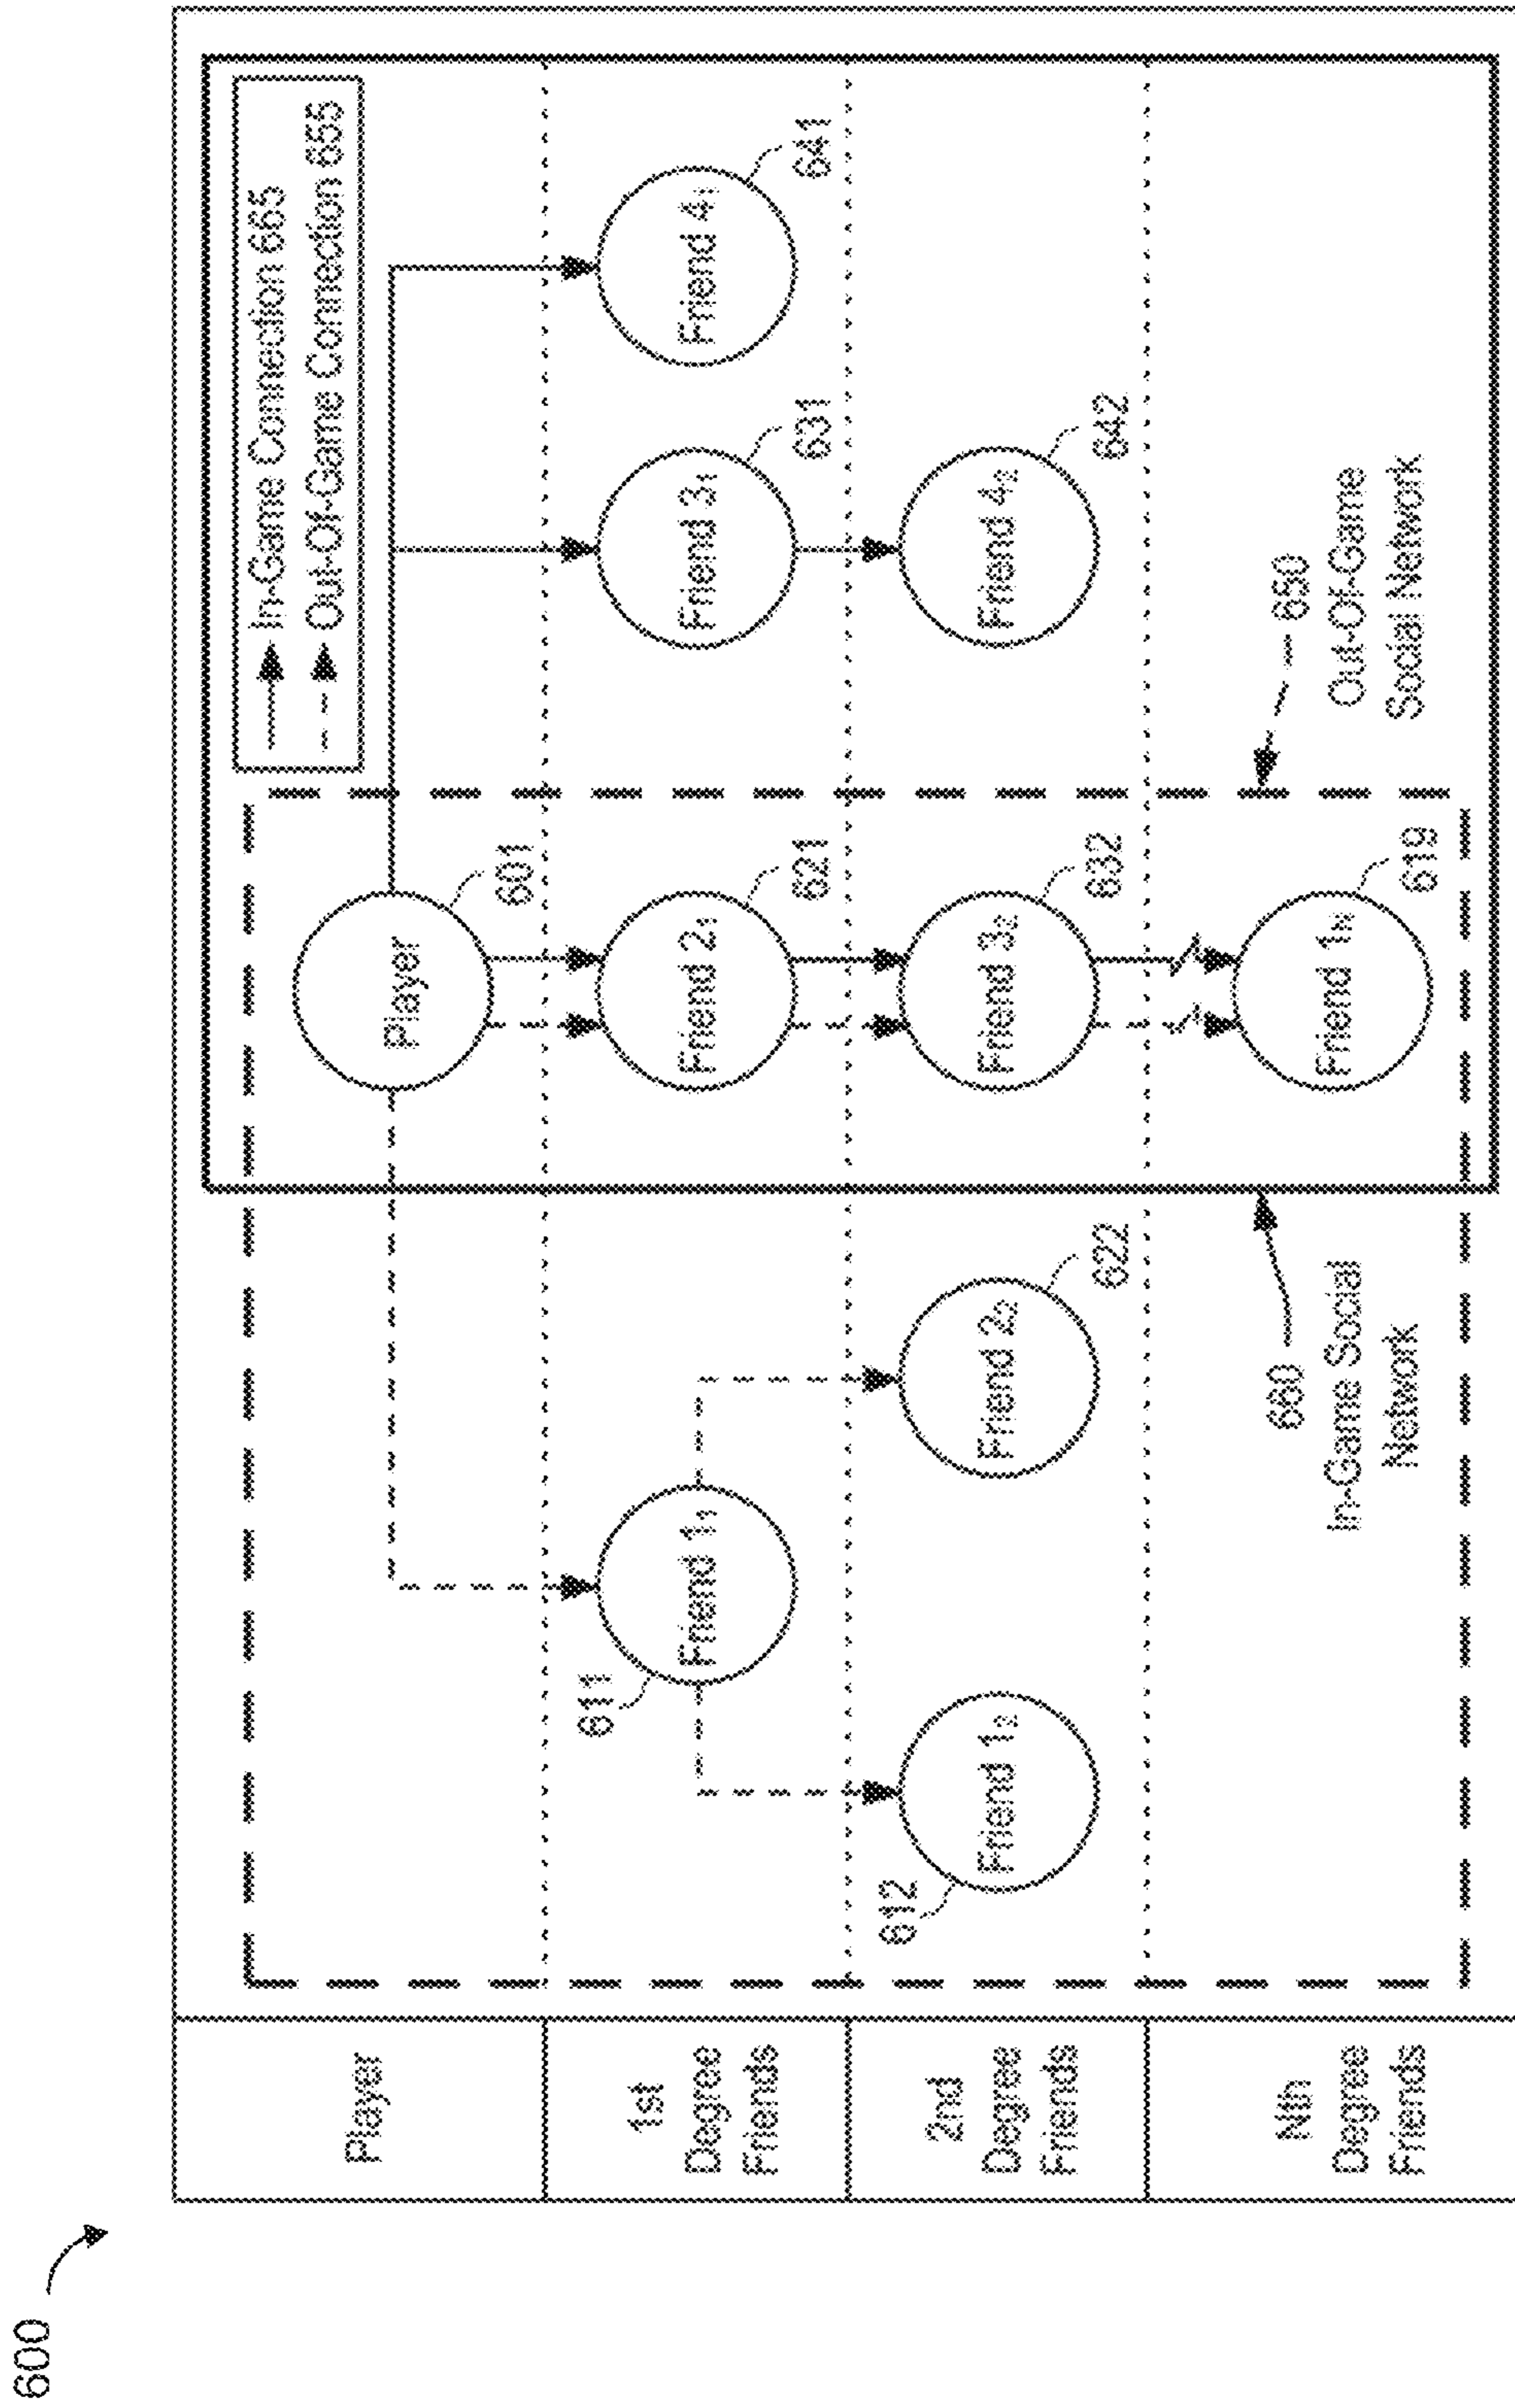 600
Player
1st
Degree
Friends
2nd
Degree
Friends
Nth
Degree
Friends
In-Game Connection 665
Out-Of-Game Connection 655
Player
601
611
Friend 1₁
Friend 2₁
621
Friend 3₁
631
Friend 4₁
641
612
Friend 1₂
Friend 2₂
622
Friend 3₂
632
Friend 4₂
642
660
In-Game Social
Network
Friend 1ₙ
619
650
Out-Of-Game
Social Network